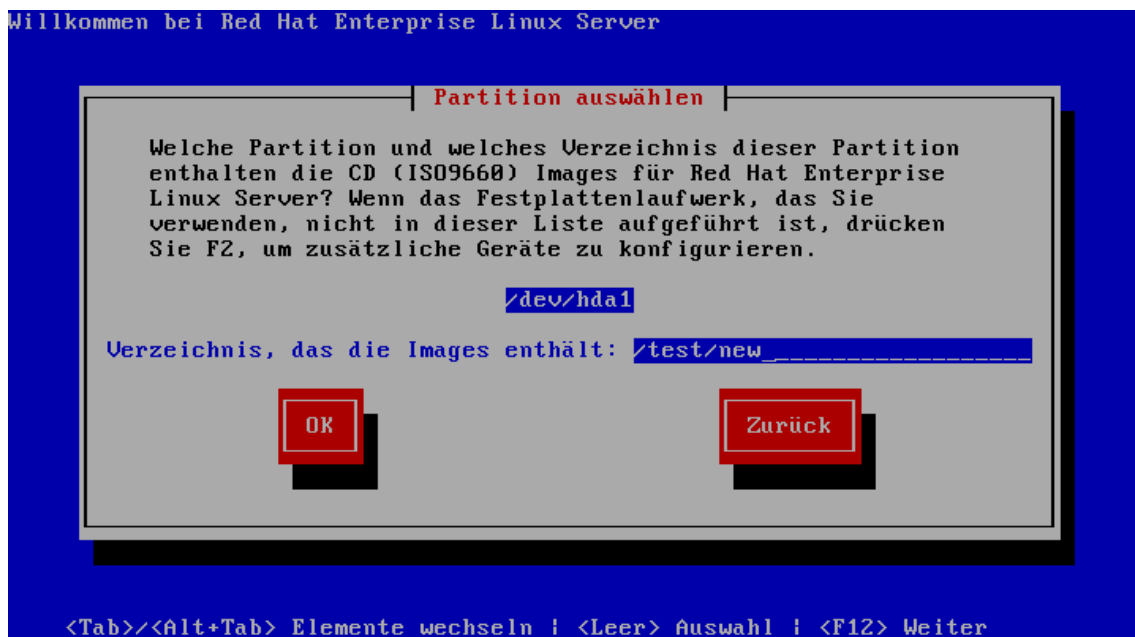 Willkommen bei Red Hat Enterprise Linux Server
Partition auswählen
Welche Partition und welches Verzeichnis dieser Partition
enthalten die CD (ISO9660) Images für Red Hat Enterprise
Linux Server? Wenn das Festplattenlaufwerk, das Sie
verwenden, nicht in dieser Liste aufgeführt ist, drücken
Sie F2, um zusätzliche Geräte zu konfigurieren.
/dev/hda1
Verzeichnis, das die Images enthält: /test/new___________________
OK Zurück
<Tab>/<Alt+Tab> Elemente wechseln | <Leer> Auswahl | <F12> Weiter